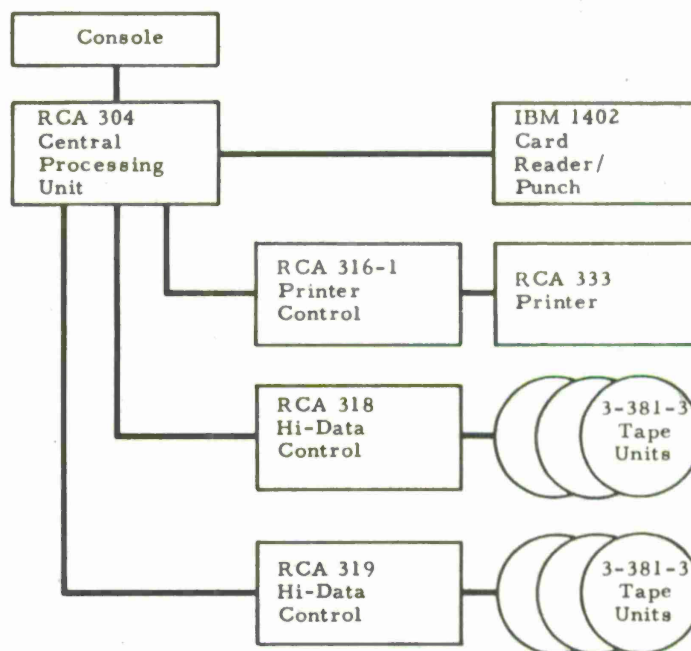 Console
RCA 304
Central
Processing
Unit
IBM 1402
Card
Reader/
Punch
RCA 316-1
Printer
Control
RCA 333
Printer
RCA 318
Hi-Data
Control
3-381-3
Tape
Units
RCA 319
Hi-Data
Control
3-381-3
Tape
Units